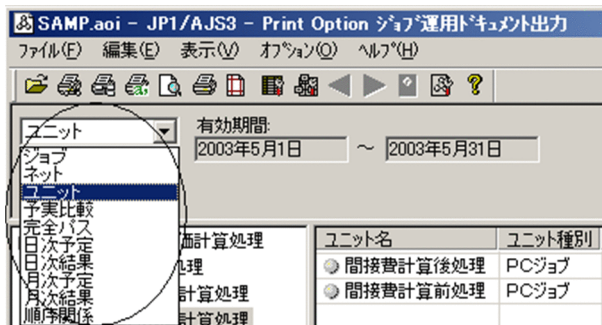 SAMP.aoi - JP1/AJS3 - Print Option ｼﾞｮﾌﾞ運用ﾄﾞｷｭﾒﾝﾄ出力
ﾌｧｲﾙ(F) 編集(E) 表示(V) ｵﾌﾟｼｮﾝ(O) ﾍﾙﾌﾟ(H)
ユニット
有効期間:
2003年5月1日 ～ 2003年5月31日
ジョブ
ネット
ユニット
予実比較
完全パス
日次予定
日次結果
月次予定
月次結果
順序関係
価計算処理
処理
計算処理
計算処理
ユニット名 ユニット種別
間接費計算後処理 PCジョブ
間接費計算前処理 PCジョブ